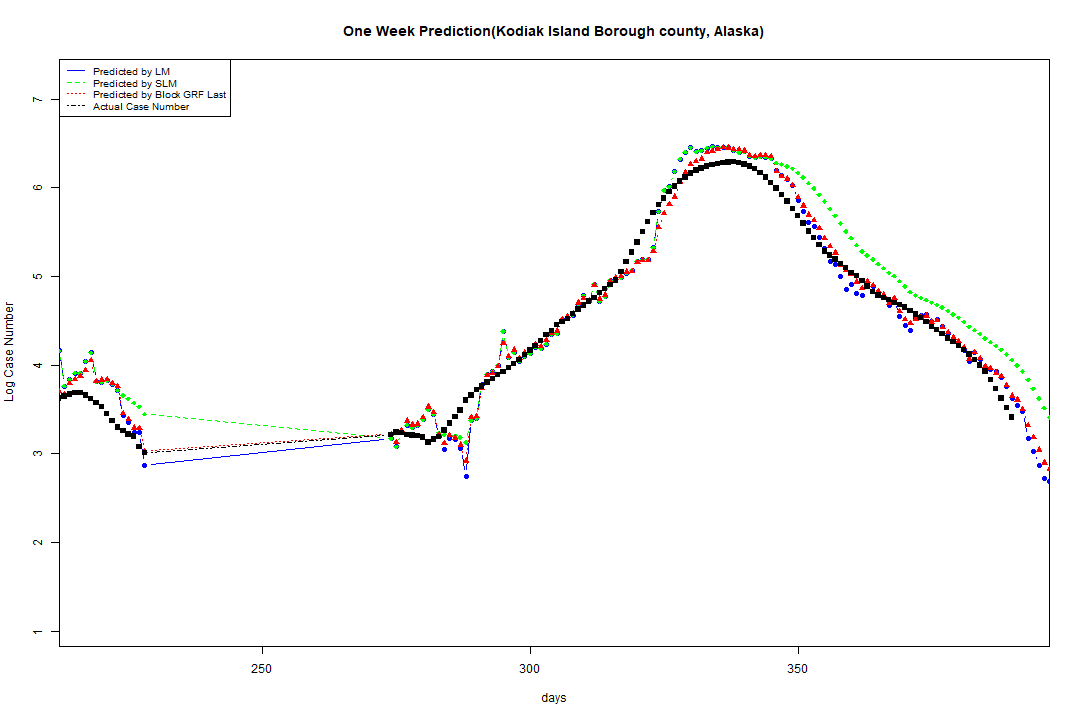 One Week Prediction(Kodiak Island Borough county, Alaska)
Predicted by LM
Predicted by SLM
Predicted by Block GRF Last
Actual Case Number
7
6
5
4
3
2
1
Log Case Number
250 300 350
days